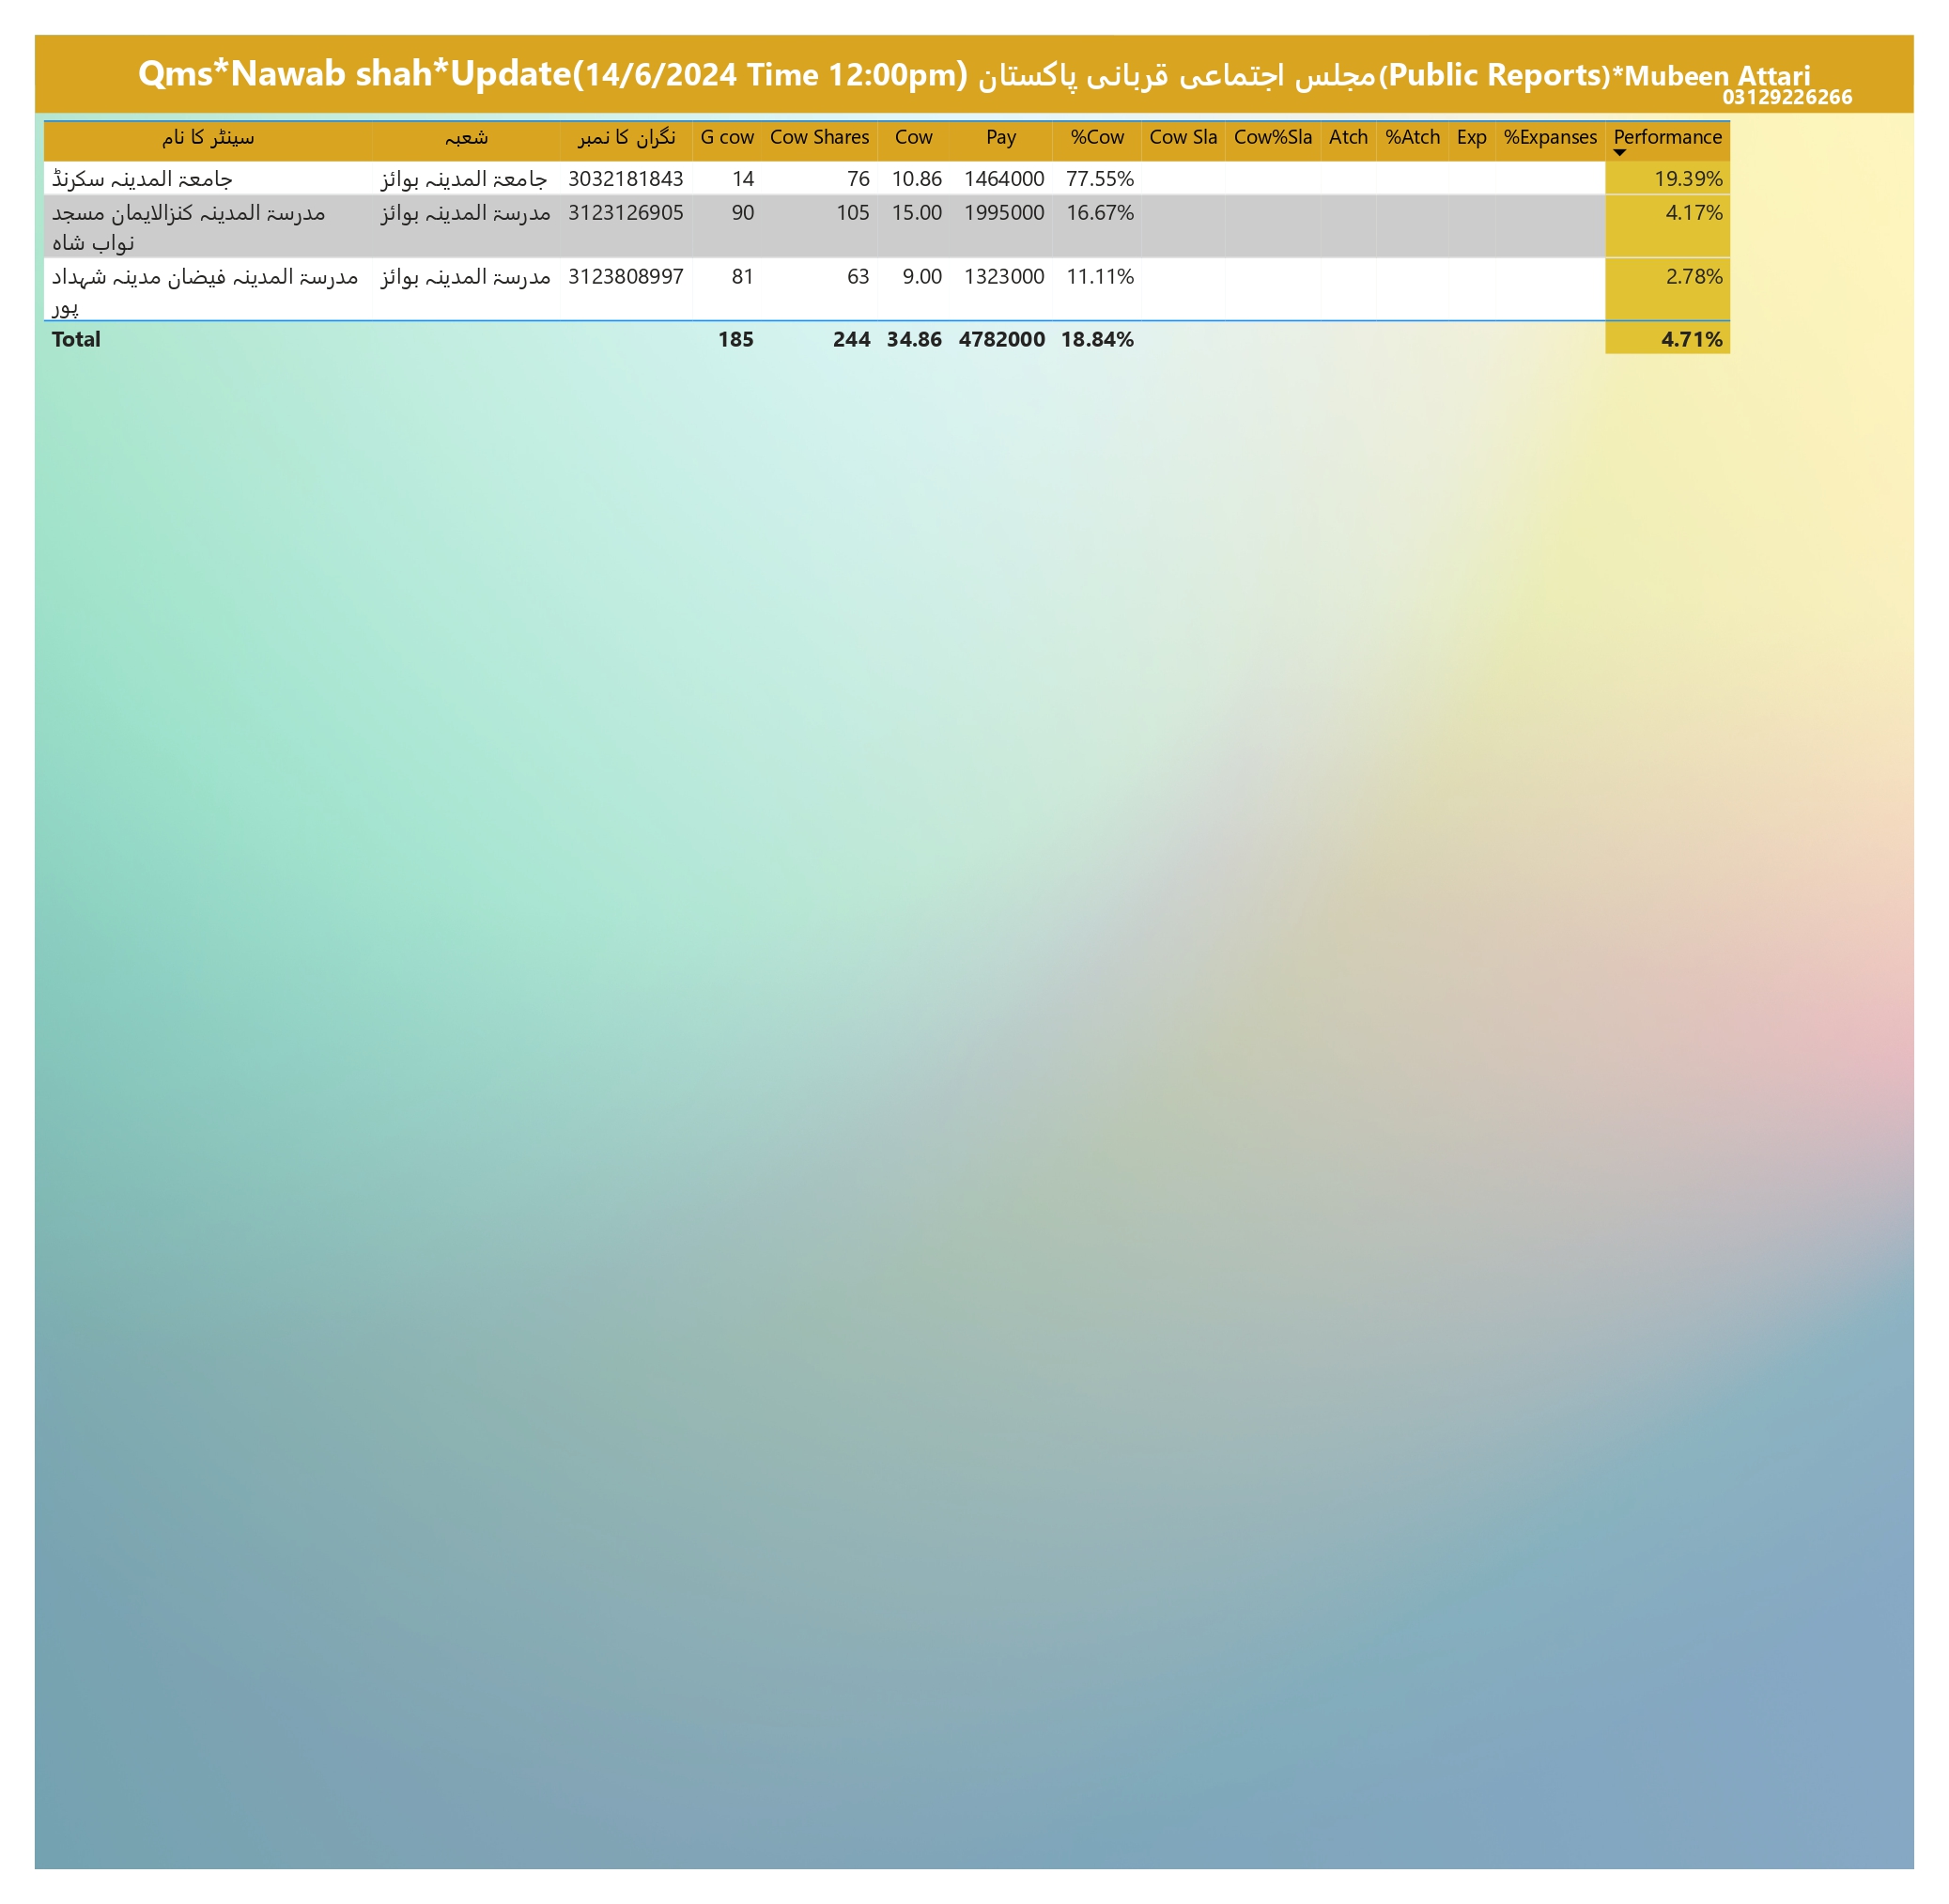 Qms*Nawab shah*Update(14/6/2024 Time 12:00pm) مجلس اجتماعی قربانی پاکستان(Public Reports)*Mubeen Attari
03129226266
سینٹر کا نام شعبہ نگران کا نمبر G cow Cow Shares Cow Pay %Cow Cow Sla Cow%Sla Atch %Atch Exp %Expanses Performance
جامعۃ المدینہ سکرنڈ جامعۃ المدینہ بوائز 3032181843 14 76 10.86 1464000 77.55% 19.39%
مدرسۃ المدینہ کنزالایمان مسجد مدرسۃ المدینہ بوائز 3123126905 90 105 15.00 1995000 16.67% 4.17%
نواب شاہ
مدرسۃ المدینہ فیضان مدینہ شہداد مدرسۃ المدینہ بوائز 3123808997 81 63 9.00 1323000 11.11% 2.78%
پور
Total 185 244 34.86 4782000 18.84% 4.71%